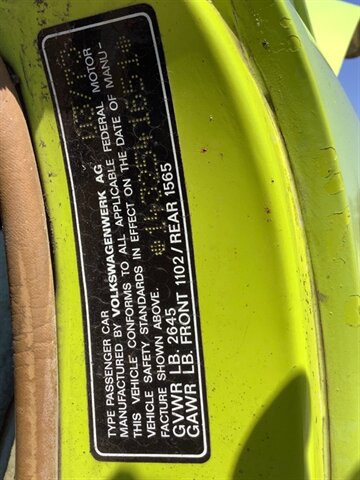 TYPE PASSENGER CAR
MANUFACTURED BY VOLKSWAGENWERK AG
THIS VEHICLE CONFORMS TO ALL APPLICABLE FEDERAL MOTOR
VEHICLE SAFETY STANDARDS IN EFFECT ON THE DATE OF MANU-
FACTURE SHOWN ABOVE.
GVWR LB. 2645
GAWR LB. FRONT 1102/REAR 1565